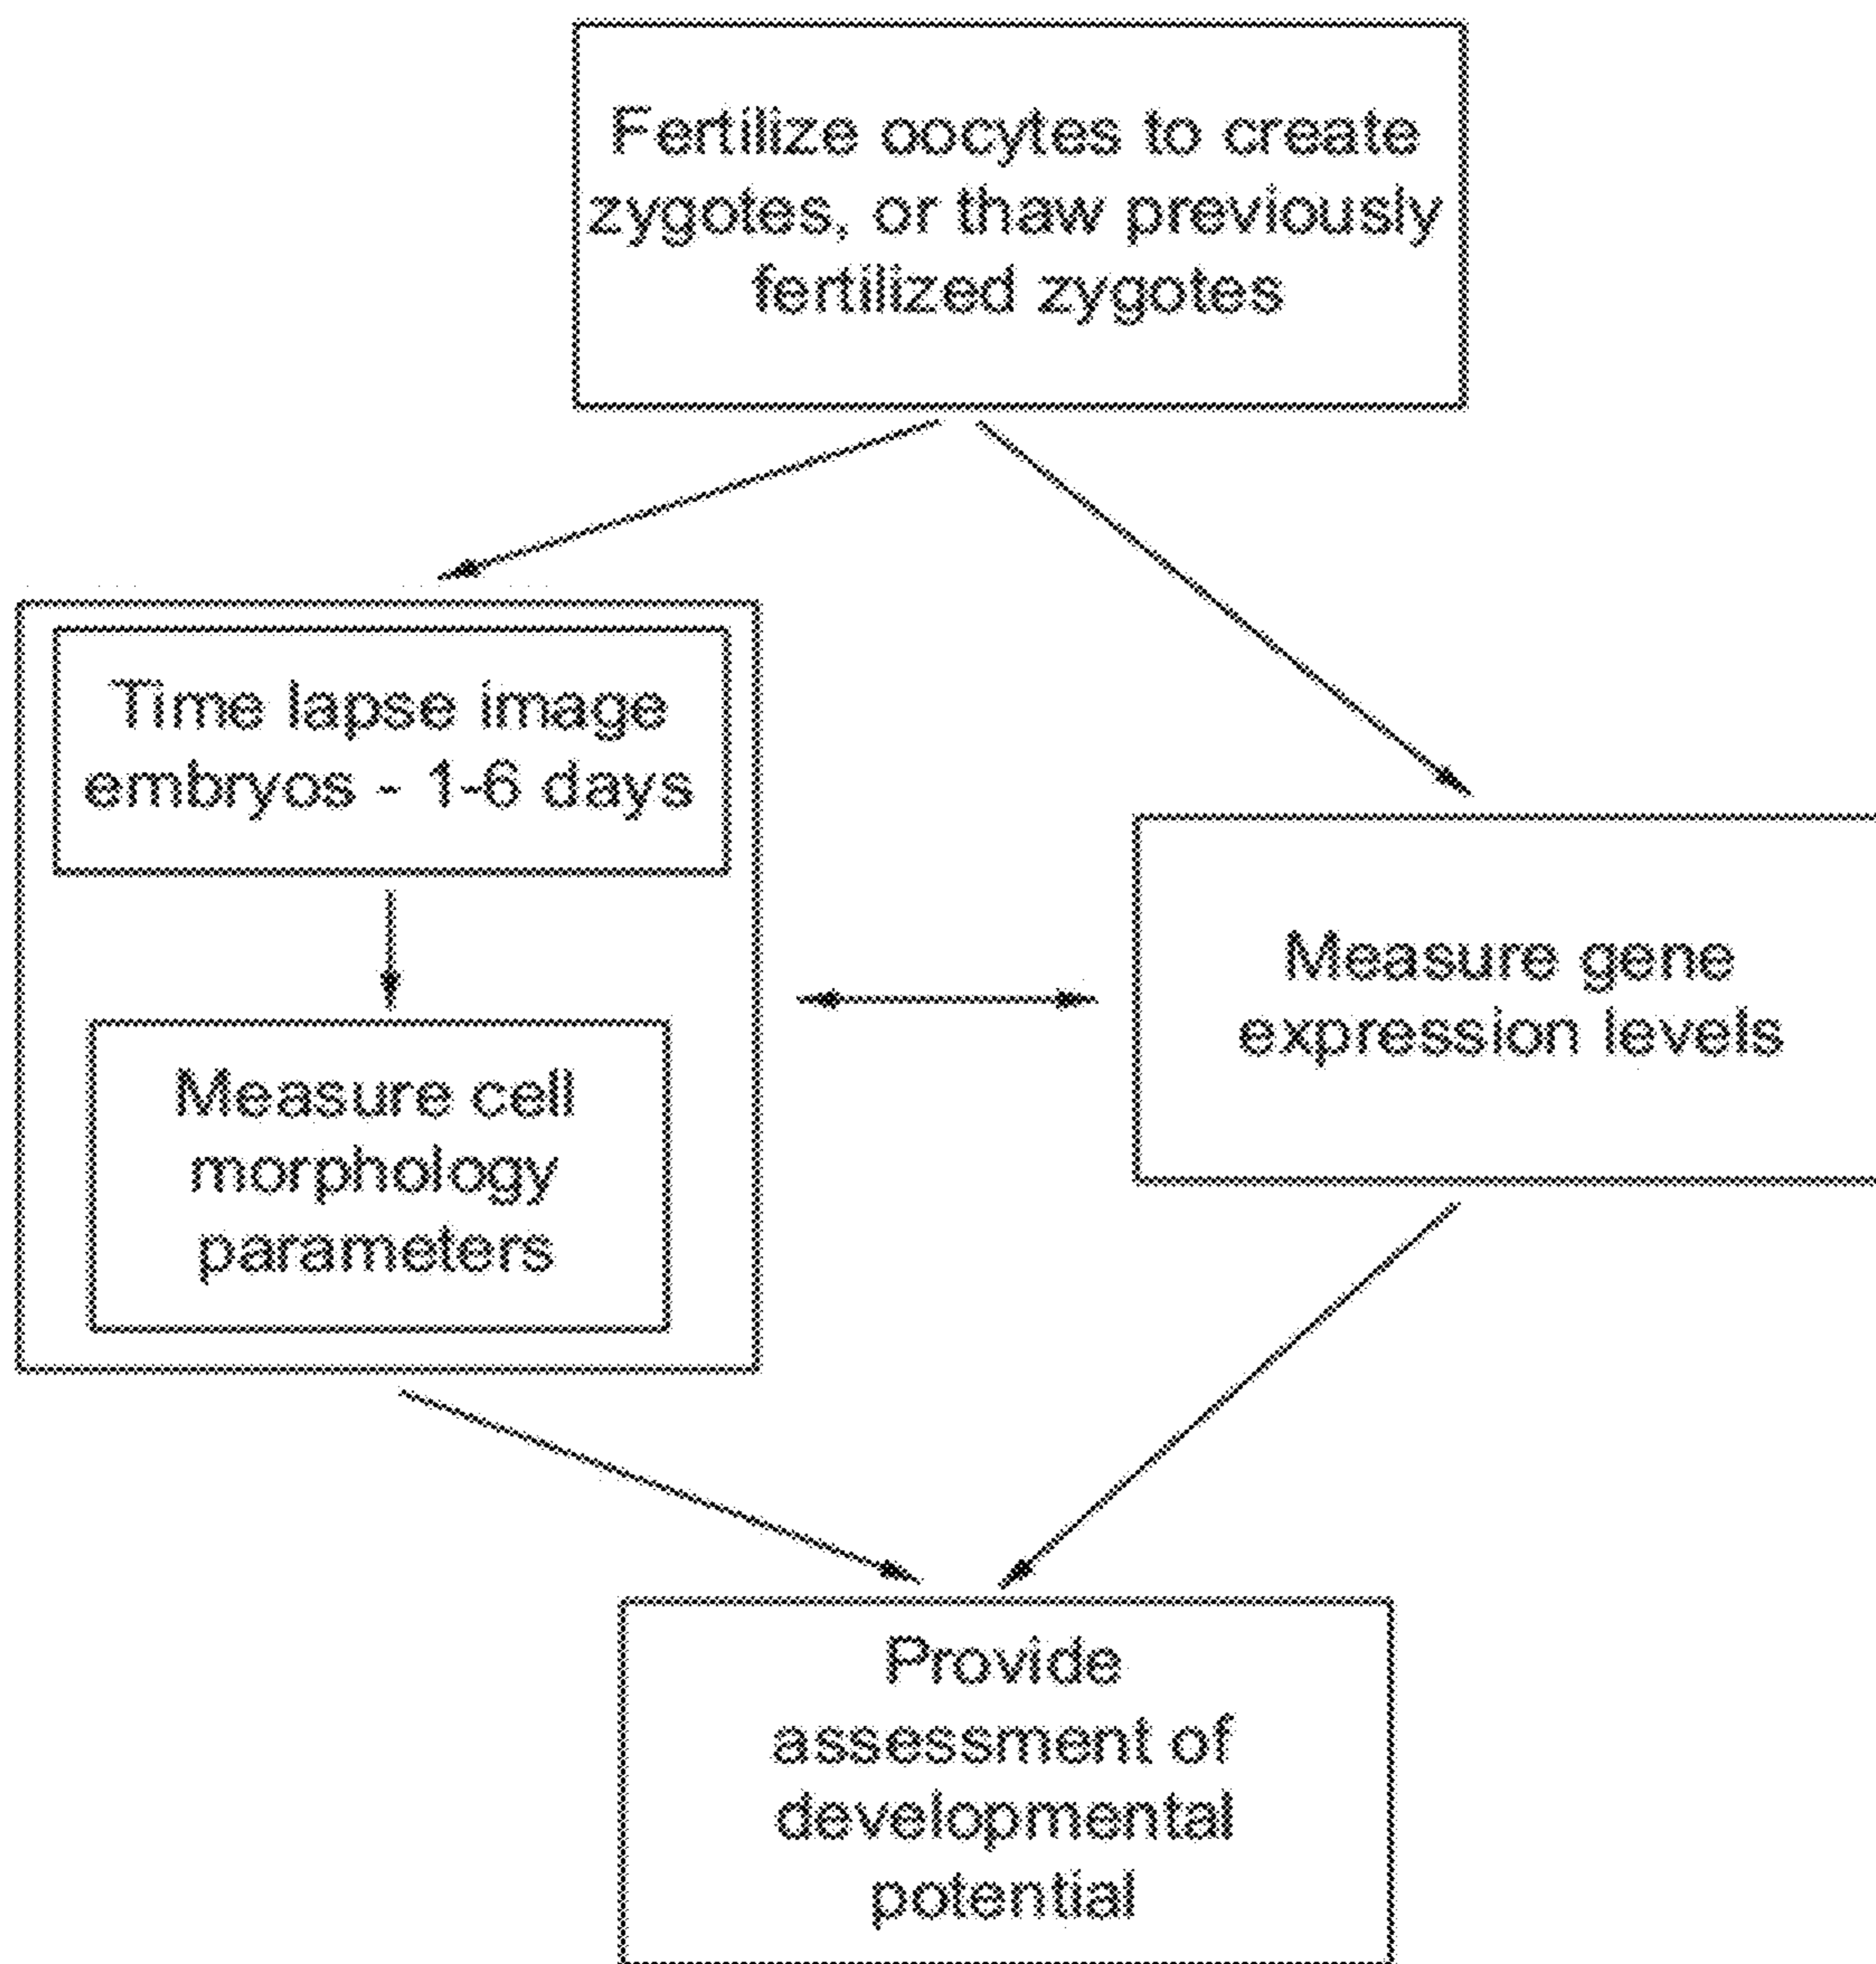 Fertilize oocytes to create
zygotes, or thaw previously
fertilized zygotes
Time lapse image
embryos - 1-6 days
Measure cell
morphology
parameters
Measure gene
expression levels
Provide
assessment of
developmental
potential